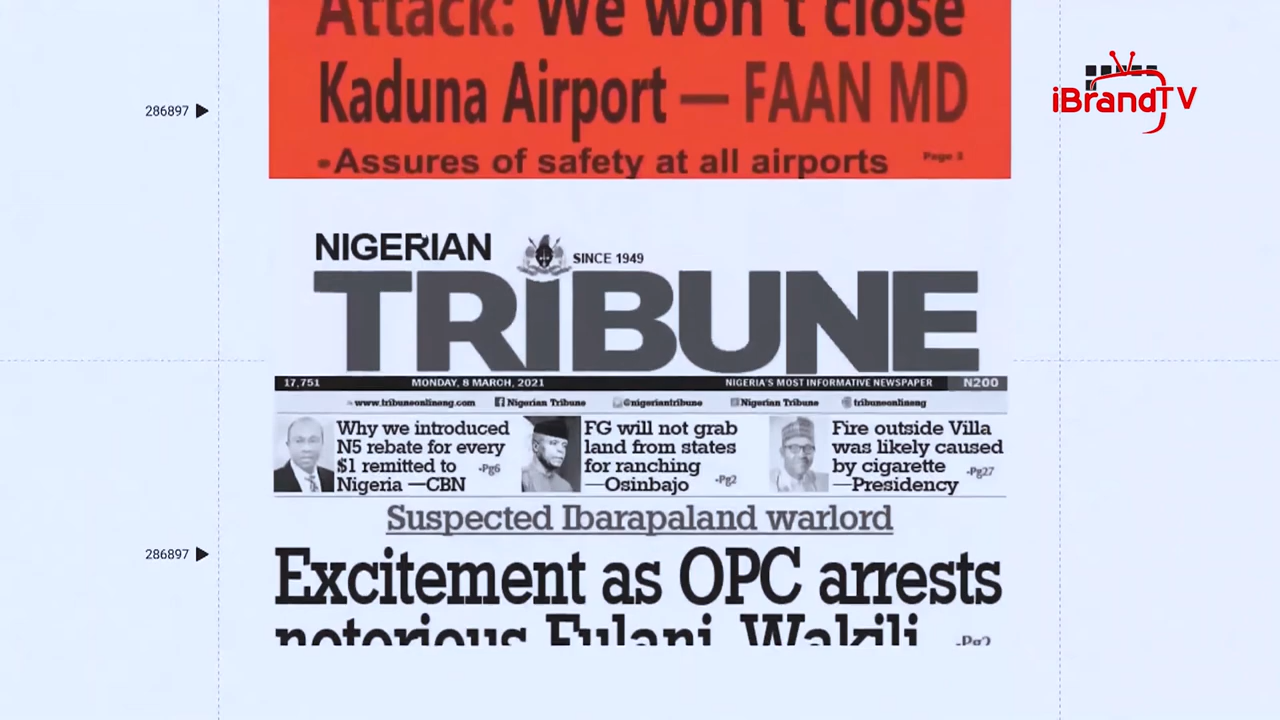 Attack: We won't close
Kaduna Airport — FAAN MD
•Assures of safety at all airports Page 3
286897
iBrandTV
NIGERIAN
SINCE 1949
TRIBUNE
17,751 MONDAY, 8 MARCH, 2021 NIGERIA'S MOST INFORMATIVE NEWSPAPER N200
www.tribuneonlineng.com Nigerian Tribune @nigeriantribune Nigerian Tribune tribuneonlineng
Why we introduced
N5 rebate for every
$1 remitted to -Pg6
Nigeria —CBN
FG will not grab
land from states
for ranching
—Osinbajo -Pg2
Fire outside Villa
was likely caused
by cigarette -Pg27
—Presidency
Suspected Ibarapaland warlord
286897
Excitement as OPC arrests
notorious Fulani, Wakili -Pg2